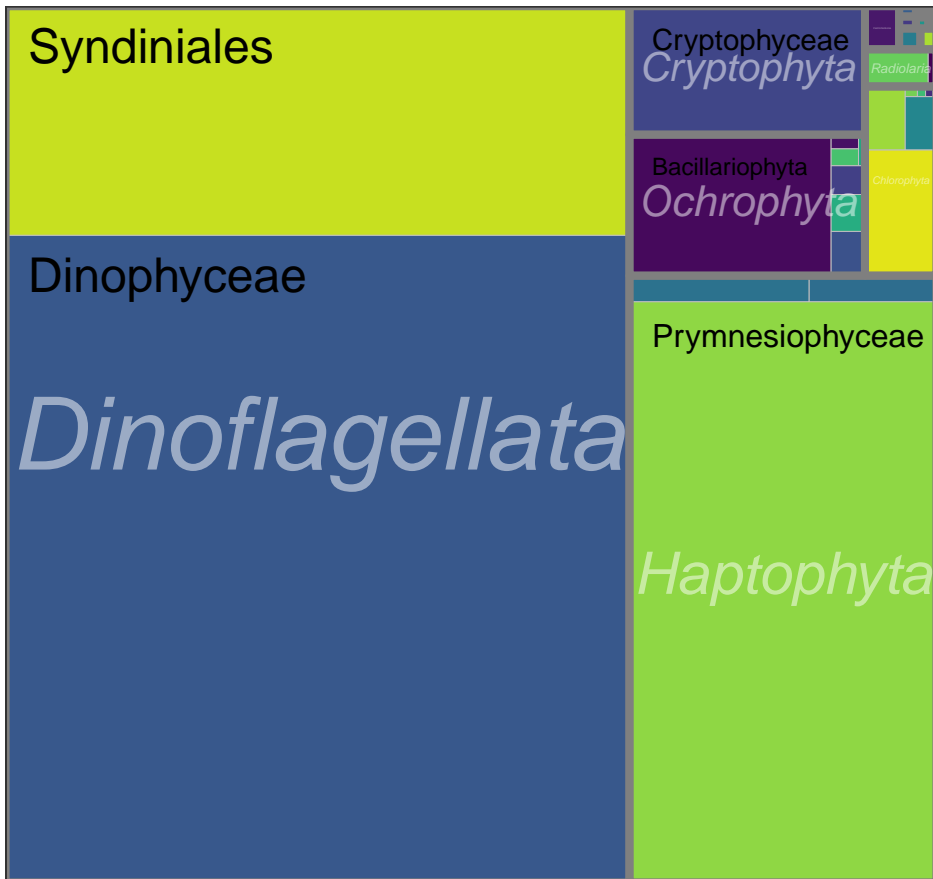 Syndiniales
Dinophyceae
Dinoflagellata
Cryptophyceae
Cryptophyta
Bacillariophyta
Ochrophyta
Prymnesiophyceae
Haptophyta
Radiolaria
Chlorophyta